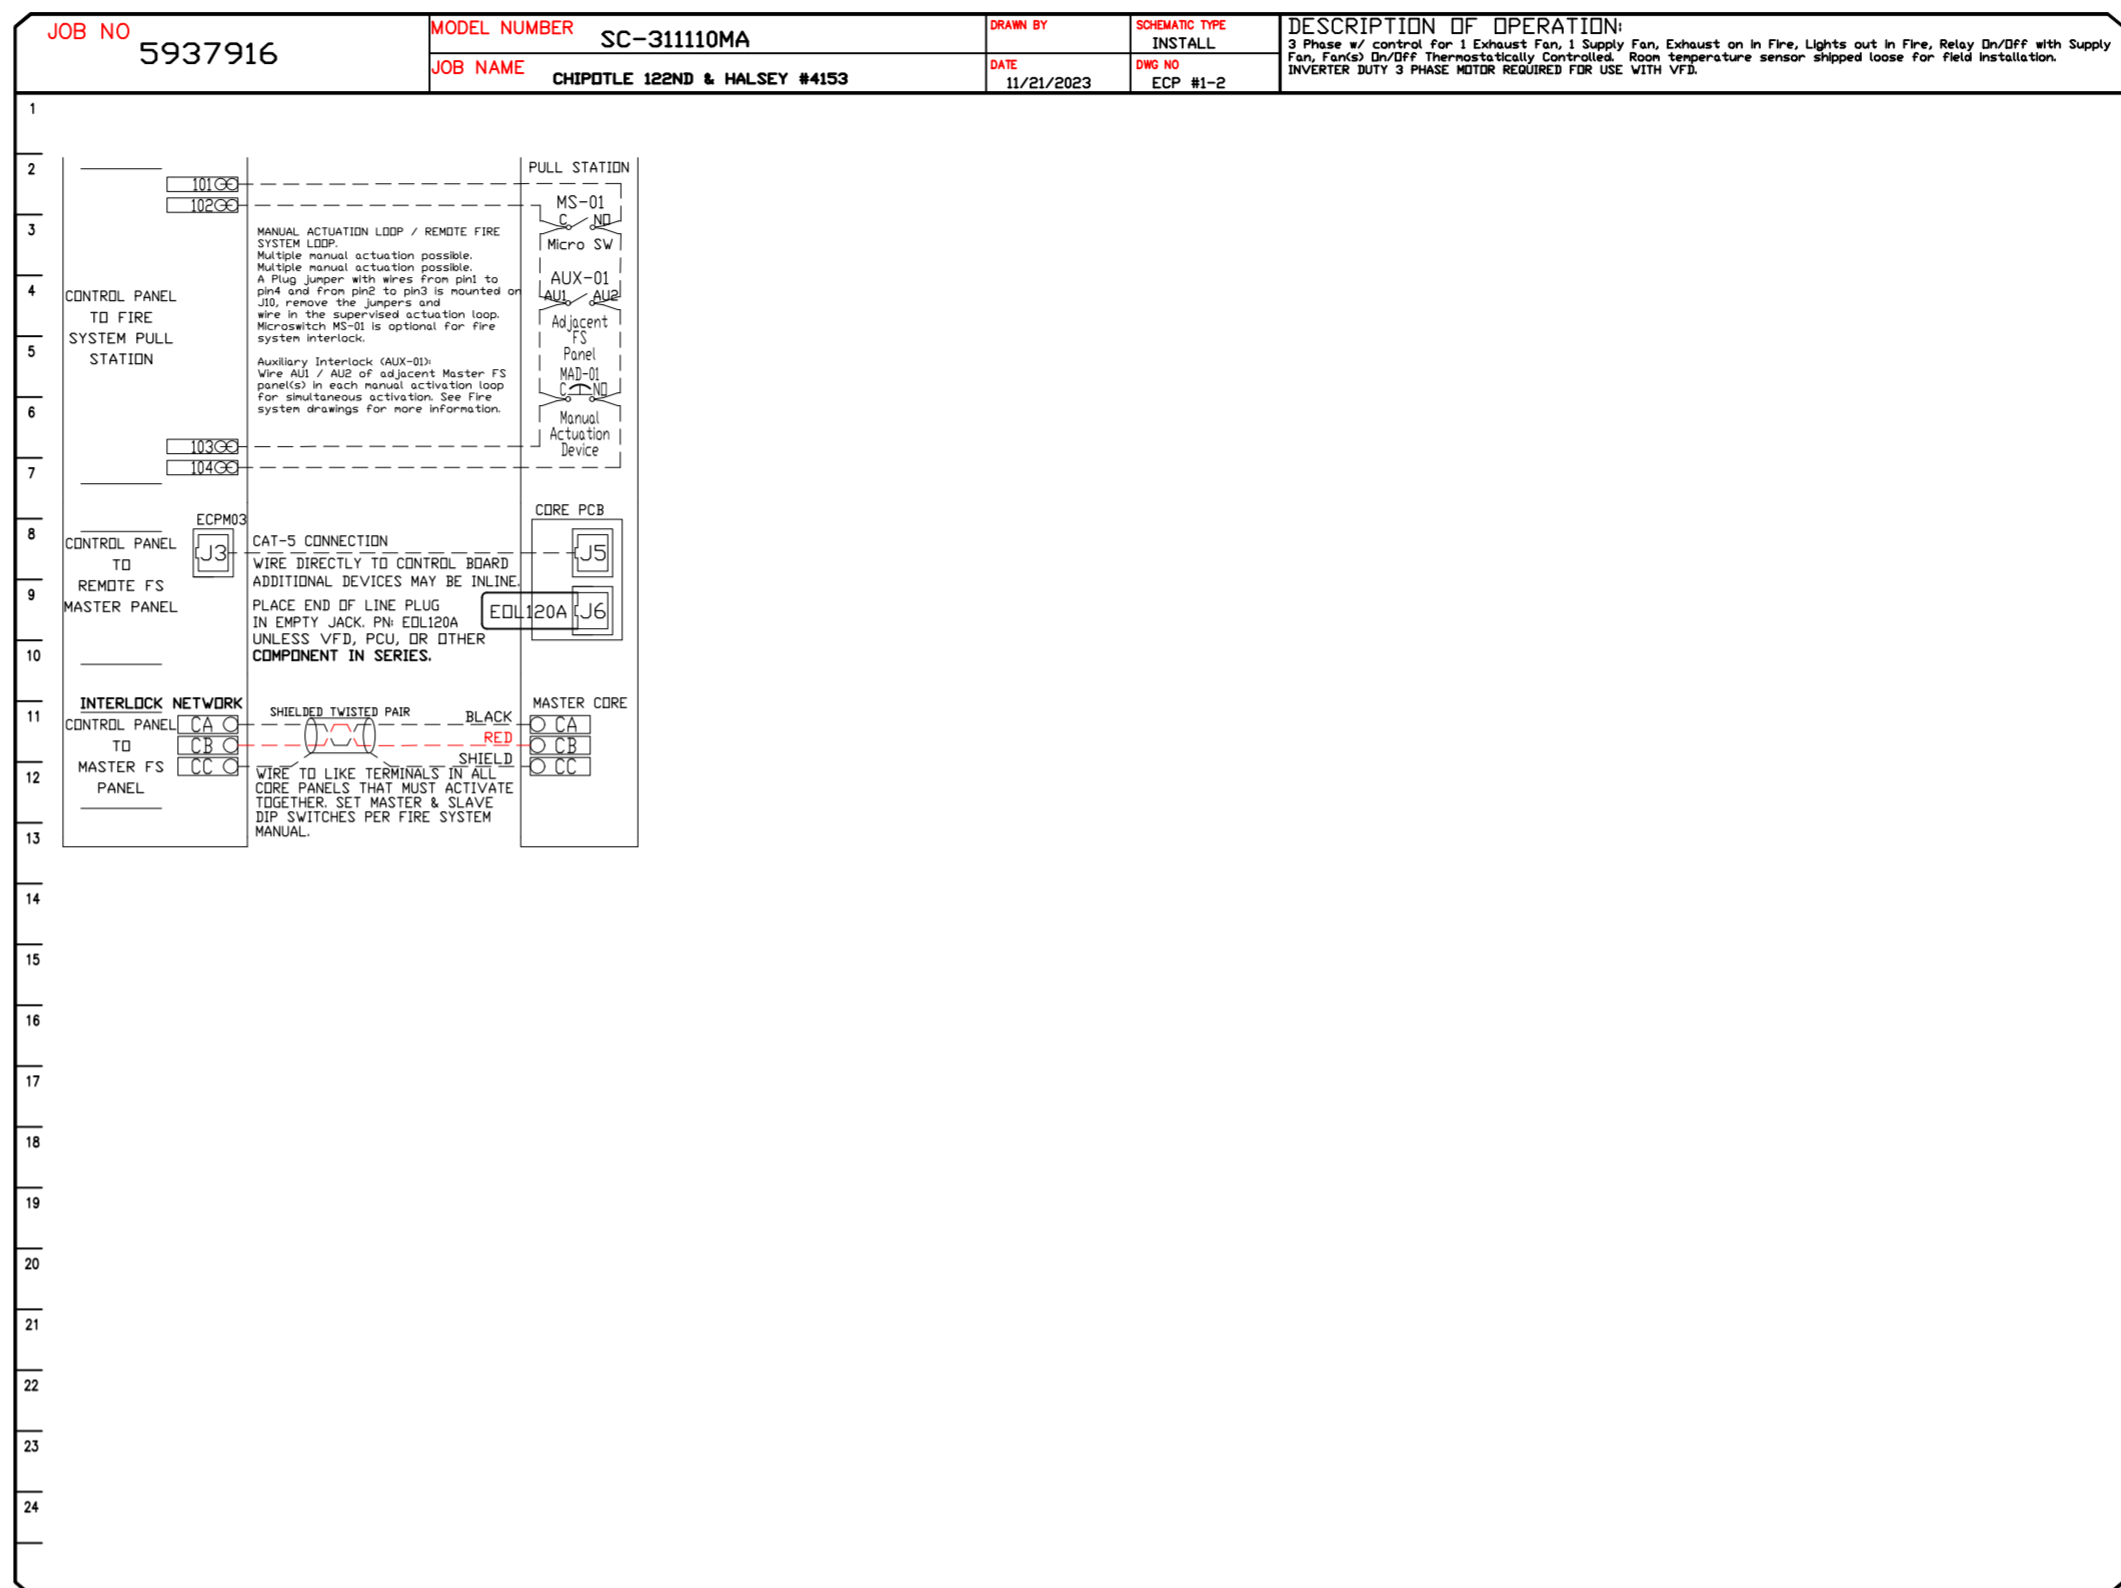 JOB NO
5937916
MODEL NUMBER SC-311110MA
JOB NAME CHIPOTLE 122ND & HALSEY #4153
DRAWN BY
DATE
11/21/2023
SCHEMATIC TYPE
INSTALL
DWG NO
ECP #1-2
DESCRIPTION OF OPERATION:
3 Phase w/ control for 1 Exhaust Fan, 1 Supply Fan, Exhaust on in Fire, Lights out in Fire, Relay On/Off with Supply
Fan, Fan(s) On/Off Thermostatically Controlled. Room temperature sensor shipped loose for field installation.
INVERTER DUTY 3 PHASE MOTOR REQUIRED FOR USE WITH VFD.
1
2
3
4
5
6
7
8
9
10
11
12
13
14
15
16
17
18
19
20
21
22
23
24
CONTROL PANEL
TO FIRE
SYSTEM PULL
STATION
101
102
103
104
MANUAL ACTUATION LOOP / REMOTE FIRE
SYSTEM LOOP.
Multiple manual actuation possible.
Multiple manual actuation possible.
A Plug jumper with wires from pin1 to
pin4 and from pin2 to pin3 is mounted on
J10, remove the jumpers and
wire in the supervised actuation loop.
Microswitch MS-01 is optional for fire
system interlock.
Auxiliary Interlock (AUX-01):
Wire AU1 / AU2 of adjacent Master FS
panel(s) in each manual activation loop
for simultaneous activation. See Fire
system drawings for more information.
PULL STATION
MS-01
C NO
Micro SW
AUX-01
AU1 AU2
Adjacent
FS
Panel
MAD-01
C NO
Manual
Actuation
Device
CONTROL PANEL
TO
REMOTE FS
MASTER PANEL
ECPM03
J3
CAT-5 CONNECTION
WIRE DIRECTLY TO CONTROL BOARD
ADDITIONAL DEVICES MAY BE INLINE.
PLACE END OF LINE PLUG
IN EMPTY JACK. PN: EOL120A
UNLESS VFD, PCU, OR OTHER
COMPONENT IN SERIES.
CORE PCB
J5
EOL120A J6
INTERLOCK NETWORK
CONTROL PANEL
TO
MASTER FS
PANEL
CA
CB
CC
SHIELDED TWISTED PAIR
BLACK
RED
SHIELD
MASTER CORE
CA
CB
CC
WIRE TO LIKE TERMINALS IN ALL
CORE PANELS THAT MUST ACTIVATE
TOGETHER. SET MASTER & SLAVE
DIP SWITCHES PER FIRE SYSTEM
MANUAL.